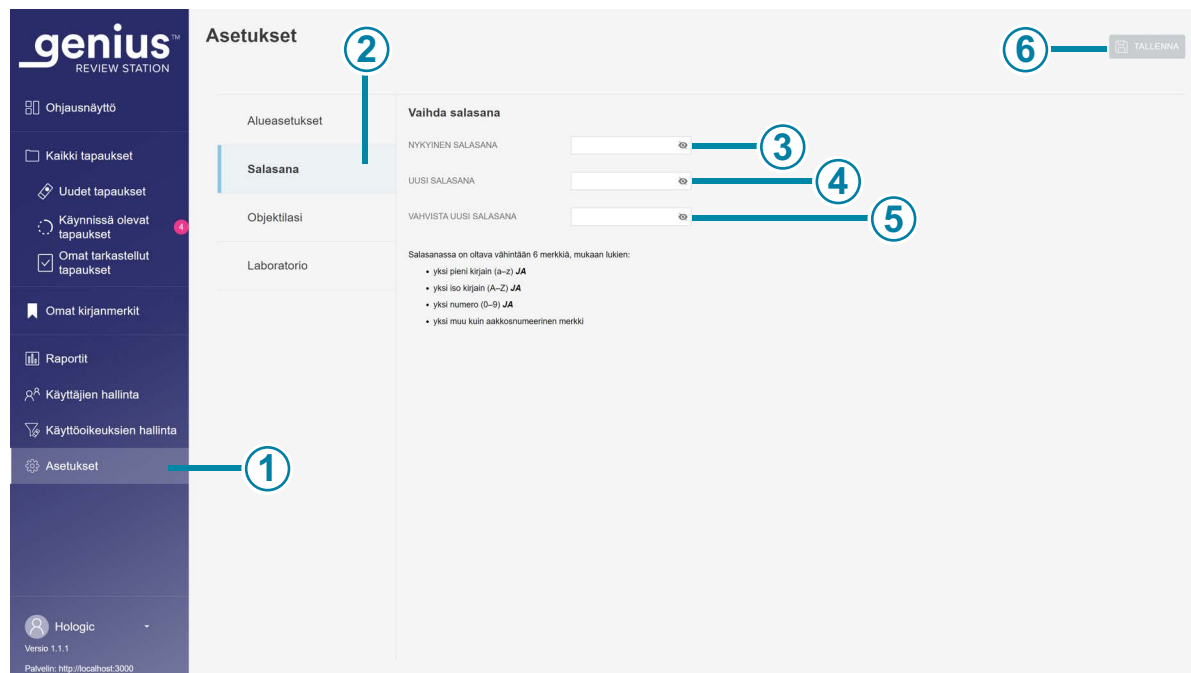 genius™
REVIEW STATION
Ohjausnäyttö
Kaikki tapaukset
Uudet tapaukset
Käynnissä olevat
tapaukset
4
Omat tarkastellut
tapaukset
Omat kirjanmerkit
Raportit
Käyttäjien hallinta
Käyttöoikeuksien hallinta
Asetukset
1
Hologic
Versio 1.1.1
Palvelin: http://localhost:3000
Asetukset
2
6
TALLENNA
Alueasetukset
Salasana
Objektilasi
Laboratorio
Vaihda salasana
NYKYINEN SALASANA
3
UUSI SALASANA
4
VAHVISTA UUSI SALASANA
5
Salasanassa on oltava vähintään 6 merkkiä, mukaan lukien:
• yksi pieni kirjain (a–z) JA
• yksi iso kirjain (A–Z) JA
• yksi numero (0–9) JA
• yksi muu kuin aakkosnumeerinen merkki